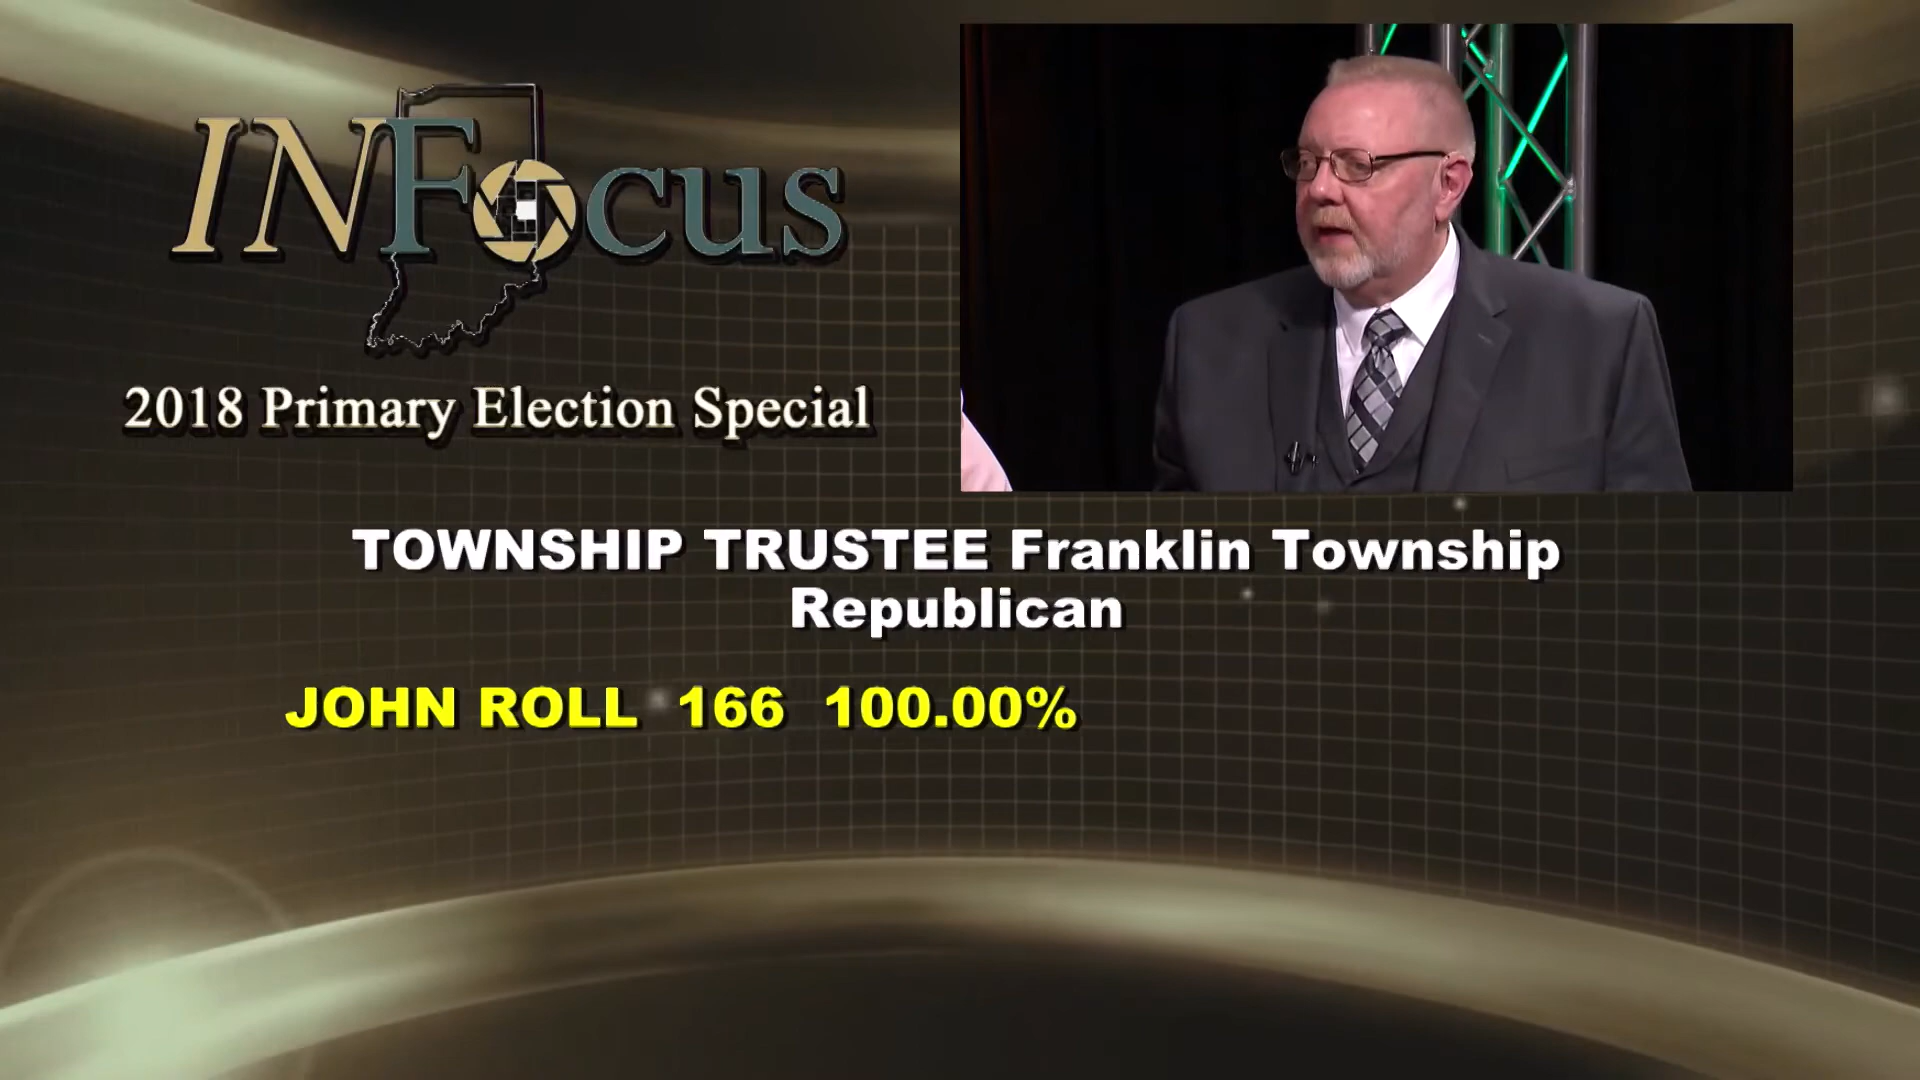 INFocus
2018 Primary Election Special
TOWNSHIP TRUSTEE Franklin Township
Republican
JOHN ROLL 166 100.00%